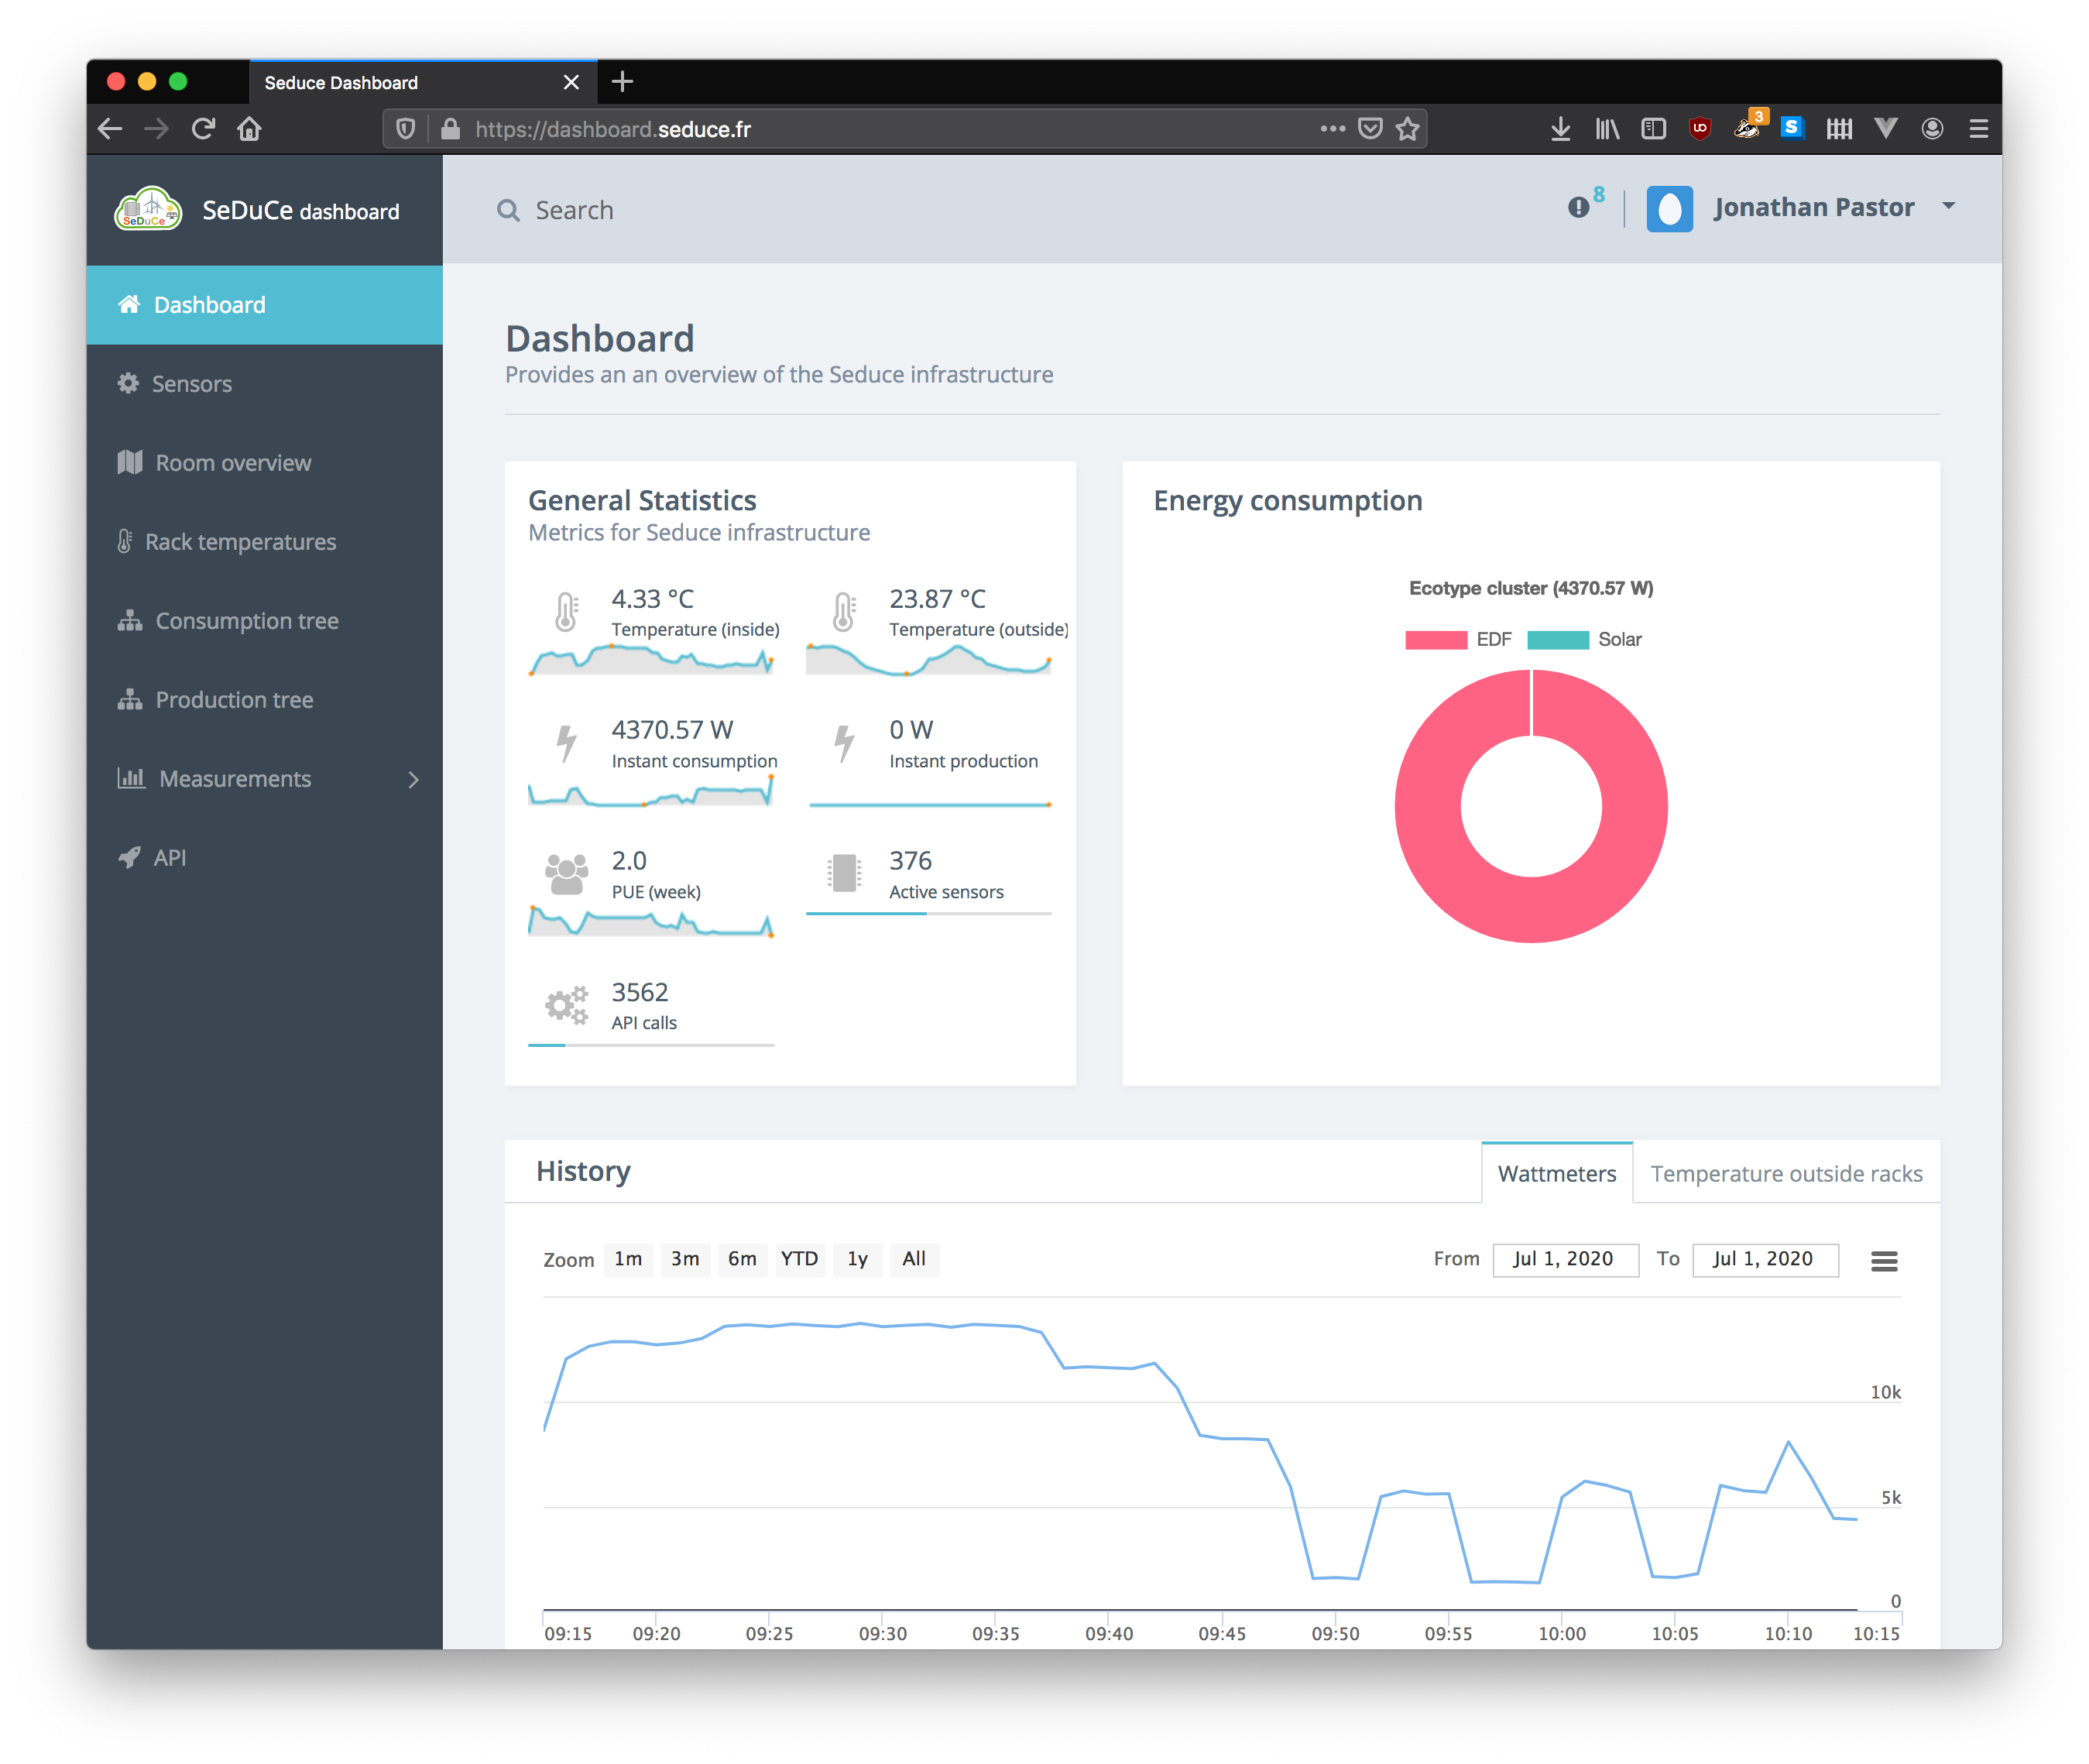 Seduce Dashboard
https://dashboard.seduce.fr
3
S
SeDuCe
SeDuCe dashboard
Search
8
Jonathan Pastor
Dashboard
Sensors
Room overview
Rack temperatures
Consumption tree
Production tree
Measurements
API
Dashboard
Provides an an overview of the Seduce infrastructure
General Statistics
Metrics for Seduce infrastructure
4.33 °C
Temperature (inside)
23.87 °C
Temperature (outside)
4370.57 W
Instant consumption
0 W
Instant production
2.0
PUE (week)
376
Active sensors
3562
API calls
Energy consumption
Ecotype cluster (4370.57 W)
EDF Solar
History
Wattmeters
Temperature outside racks
Zoom 1m 3m 6m YTD 1y All
From Jul 1, 2020 To Jul 1, 2020
10k
5k
0
09:15 09:20 09:25 09:30 09:35 09:40 09:45 09:50 09:55 10:00 10:05 10:10 10:15